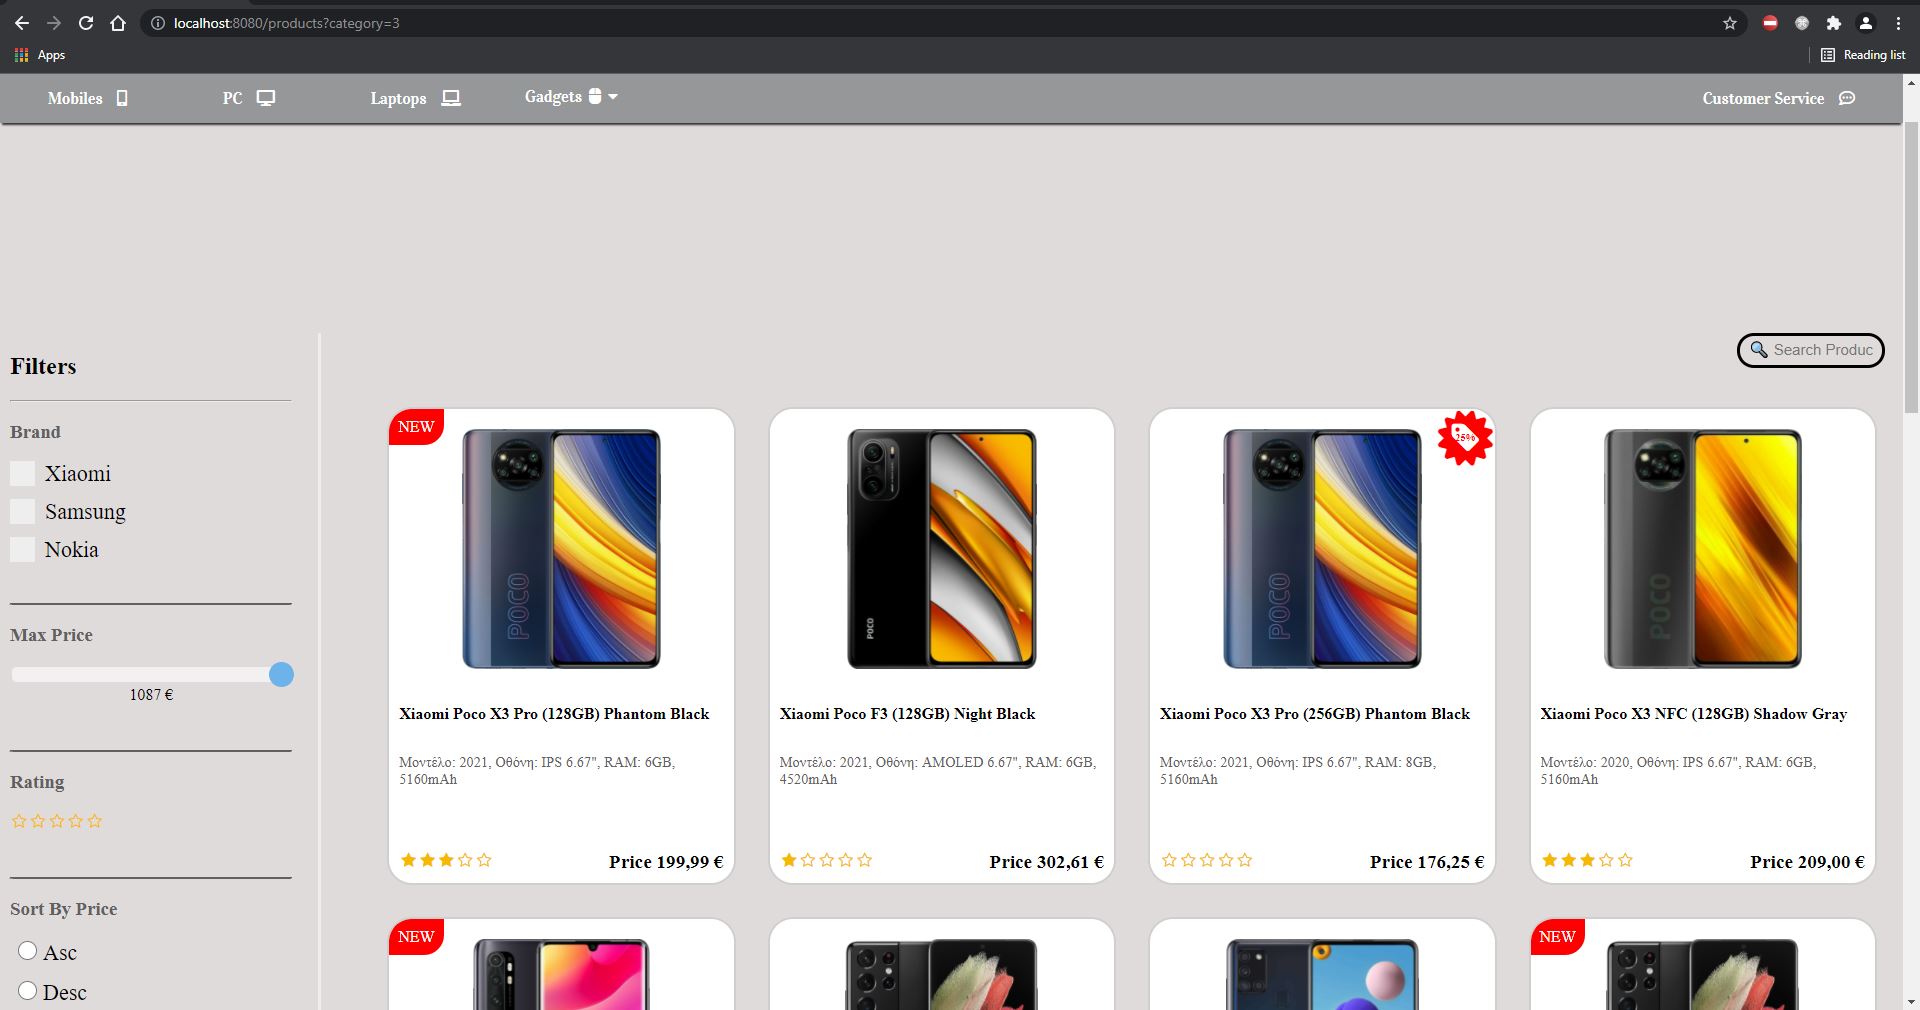 localhost:8080/products?category=3
Apps
Reading list
Mobiles
PC
Laptops
Gadgets
Customer Service
Search Produc
Filters
Brand
Xiaomi
Samsung
Nokia
Max Price
1087 €
Rating
Sort By Price
Asc
Desc
NEW
POCO
Xiaomi Poco X3 Pro (128GB) Phantom Black
Μοντέλο: 2021, Οθόνη: IPS 6.67", RAM: 6GB,
5160mAh
Price 199,99 €
POCO
Xiaomi Poco F3 (128GB) Night Black
Μοντέλο: 2021, Οθόνη: AMOLED 6.67", RAM: 6GB,
4520mAh
Price 302,61 €
25%
POCO
Xiaomi Poco X3 Pro (256GB) Phantom Black
Μοντέλο: 2021, Οθόνη: IPS 6.67", RAM: 8GB,
5160mAh
Price 176,25 €
POCO
Xiaomi Poco X3 NFC (128GB) Shadow Gray
Μοντέλο: 2020, Οθόνη: IPS 6.67", RAM: 6GB,
5160mAh
Price 209,00 €
NEW
NEW